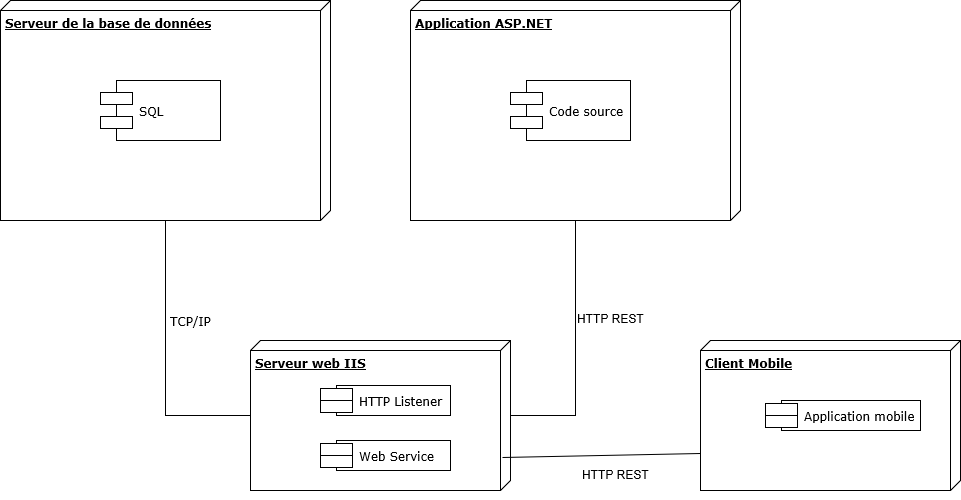 Serveur de la base de données
Application ASP.NET
SQL
Code source
TCP/IP
HTTP REST
Serveur web IIS
Client Mobile
HTTP Listener
Application mobile
Web Service
HTTP REST